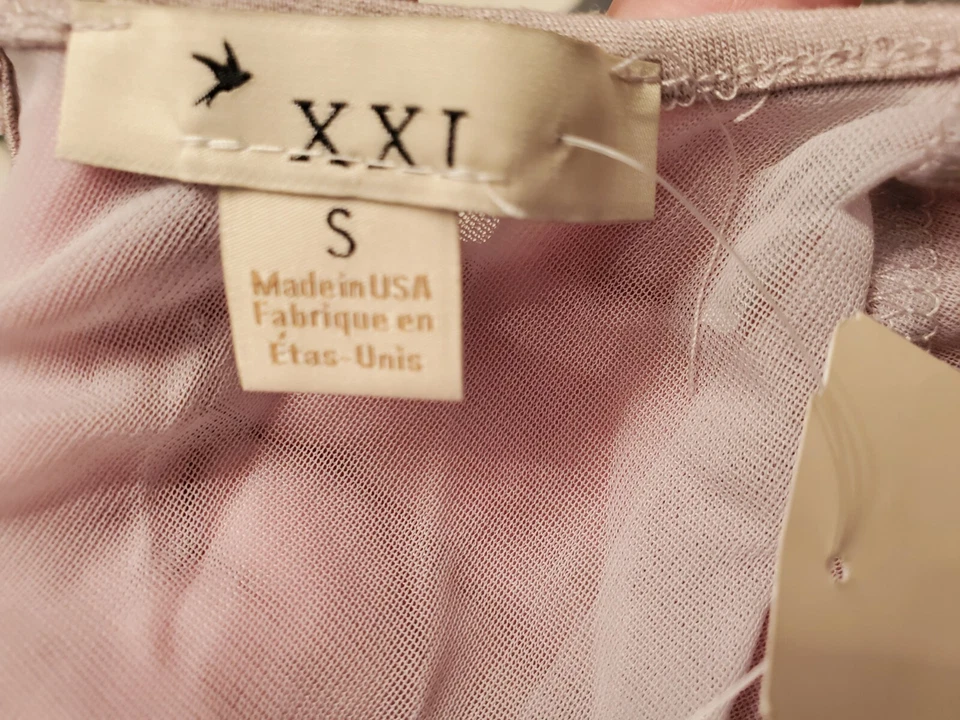 XXI
S
Made in USA
Fabrique en
Étas-Unis